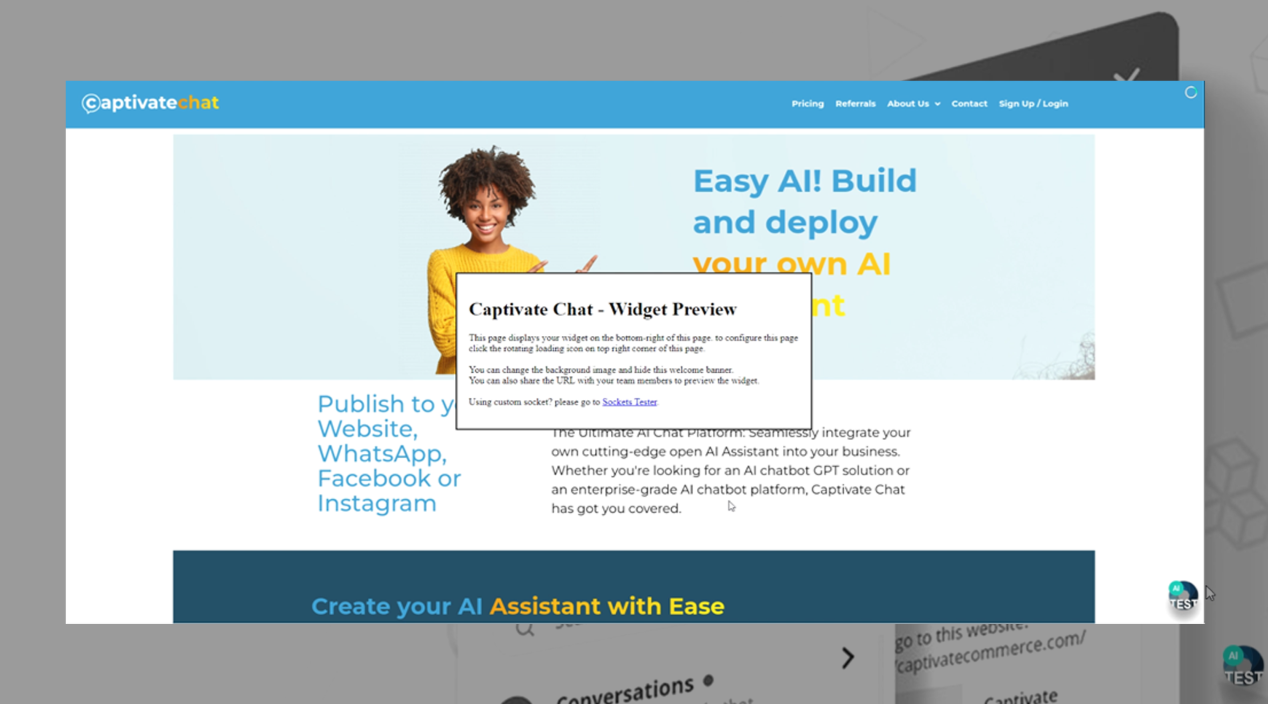 captivatechat
Pricing Referrals About Us Contact Sign Up / Login
Easy AI! Build
and deploy
your own AI
nt
Captivate Chat - Widget Preview
This page displays your widget on the bottom-right of this page. to configure this page
click the rotating loading icon on top right corner of this page.
You can change the background image and hide this welcome banner.
You can also share the URL with your team members to preview the widget.
Using custom socket? please go to Sockets Tester.
Publish to y
Website,
WhatsApp,
Facebook or
Instagram
The Ultimate AI Chat Platform: Seamlessly integrate your
own cutting-edge open AI Assistant into your business.
Whether you're looking for an AI chatbot GPT solution or
an enterprise-grade AI chatbot platform, Captivate Chat
has got you covered.
Create your AI Assistant with Ease
AI
TEST
go to this website:
/captivatecommerce.com/
Conversations
Captivate
AI
TEST